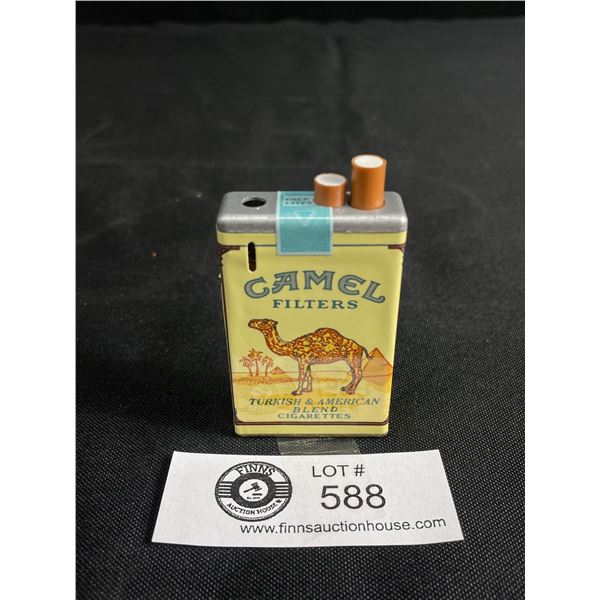 CAMEL
FILTERS
TURKISH & AMERICAN
BLEND
CIGARETTES
FINNS
AUCTION HOUSE
LOT #
588
www.finnsauctionhouse.com